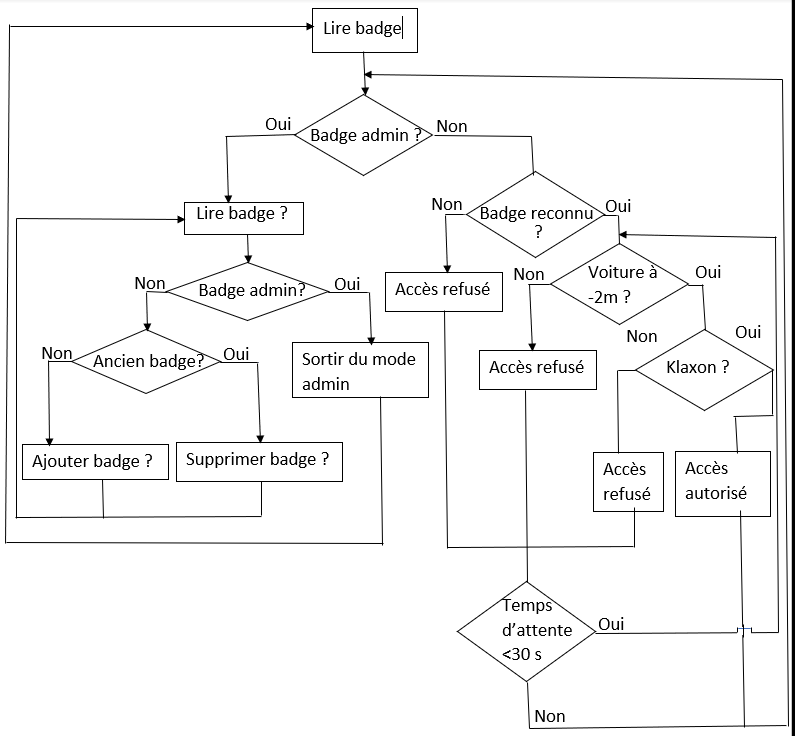 Lire badge
Oui
Badge admin ?
Non
Lire badge ?
Non
Badge reconnu
?
Oui
Non
Badge admin?
Oui
Accès refusé
Non
Voiture à
-2m ?
Oui
Non
Ancien badge?
Oui
Sortir du mode
admin
Accès refusé
Non
Klaxon ?
Oui
Ajouter badge ?
Supprimer badge ?
Accès
refusé
Accès
autorisé
Temps
d'attente
<30 s
Oui
Non